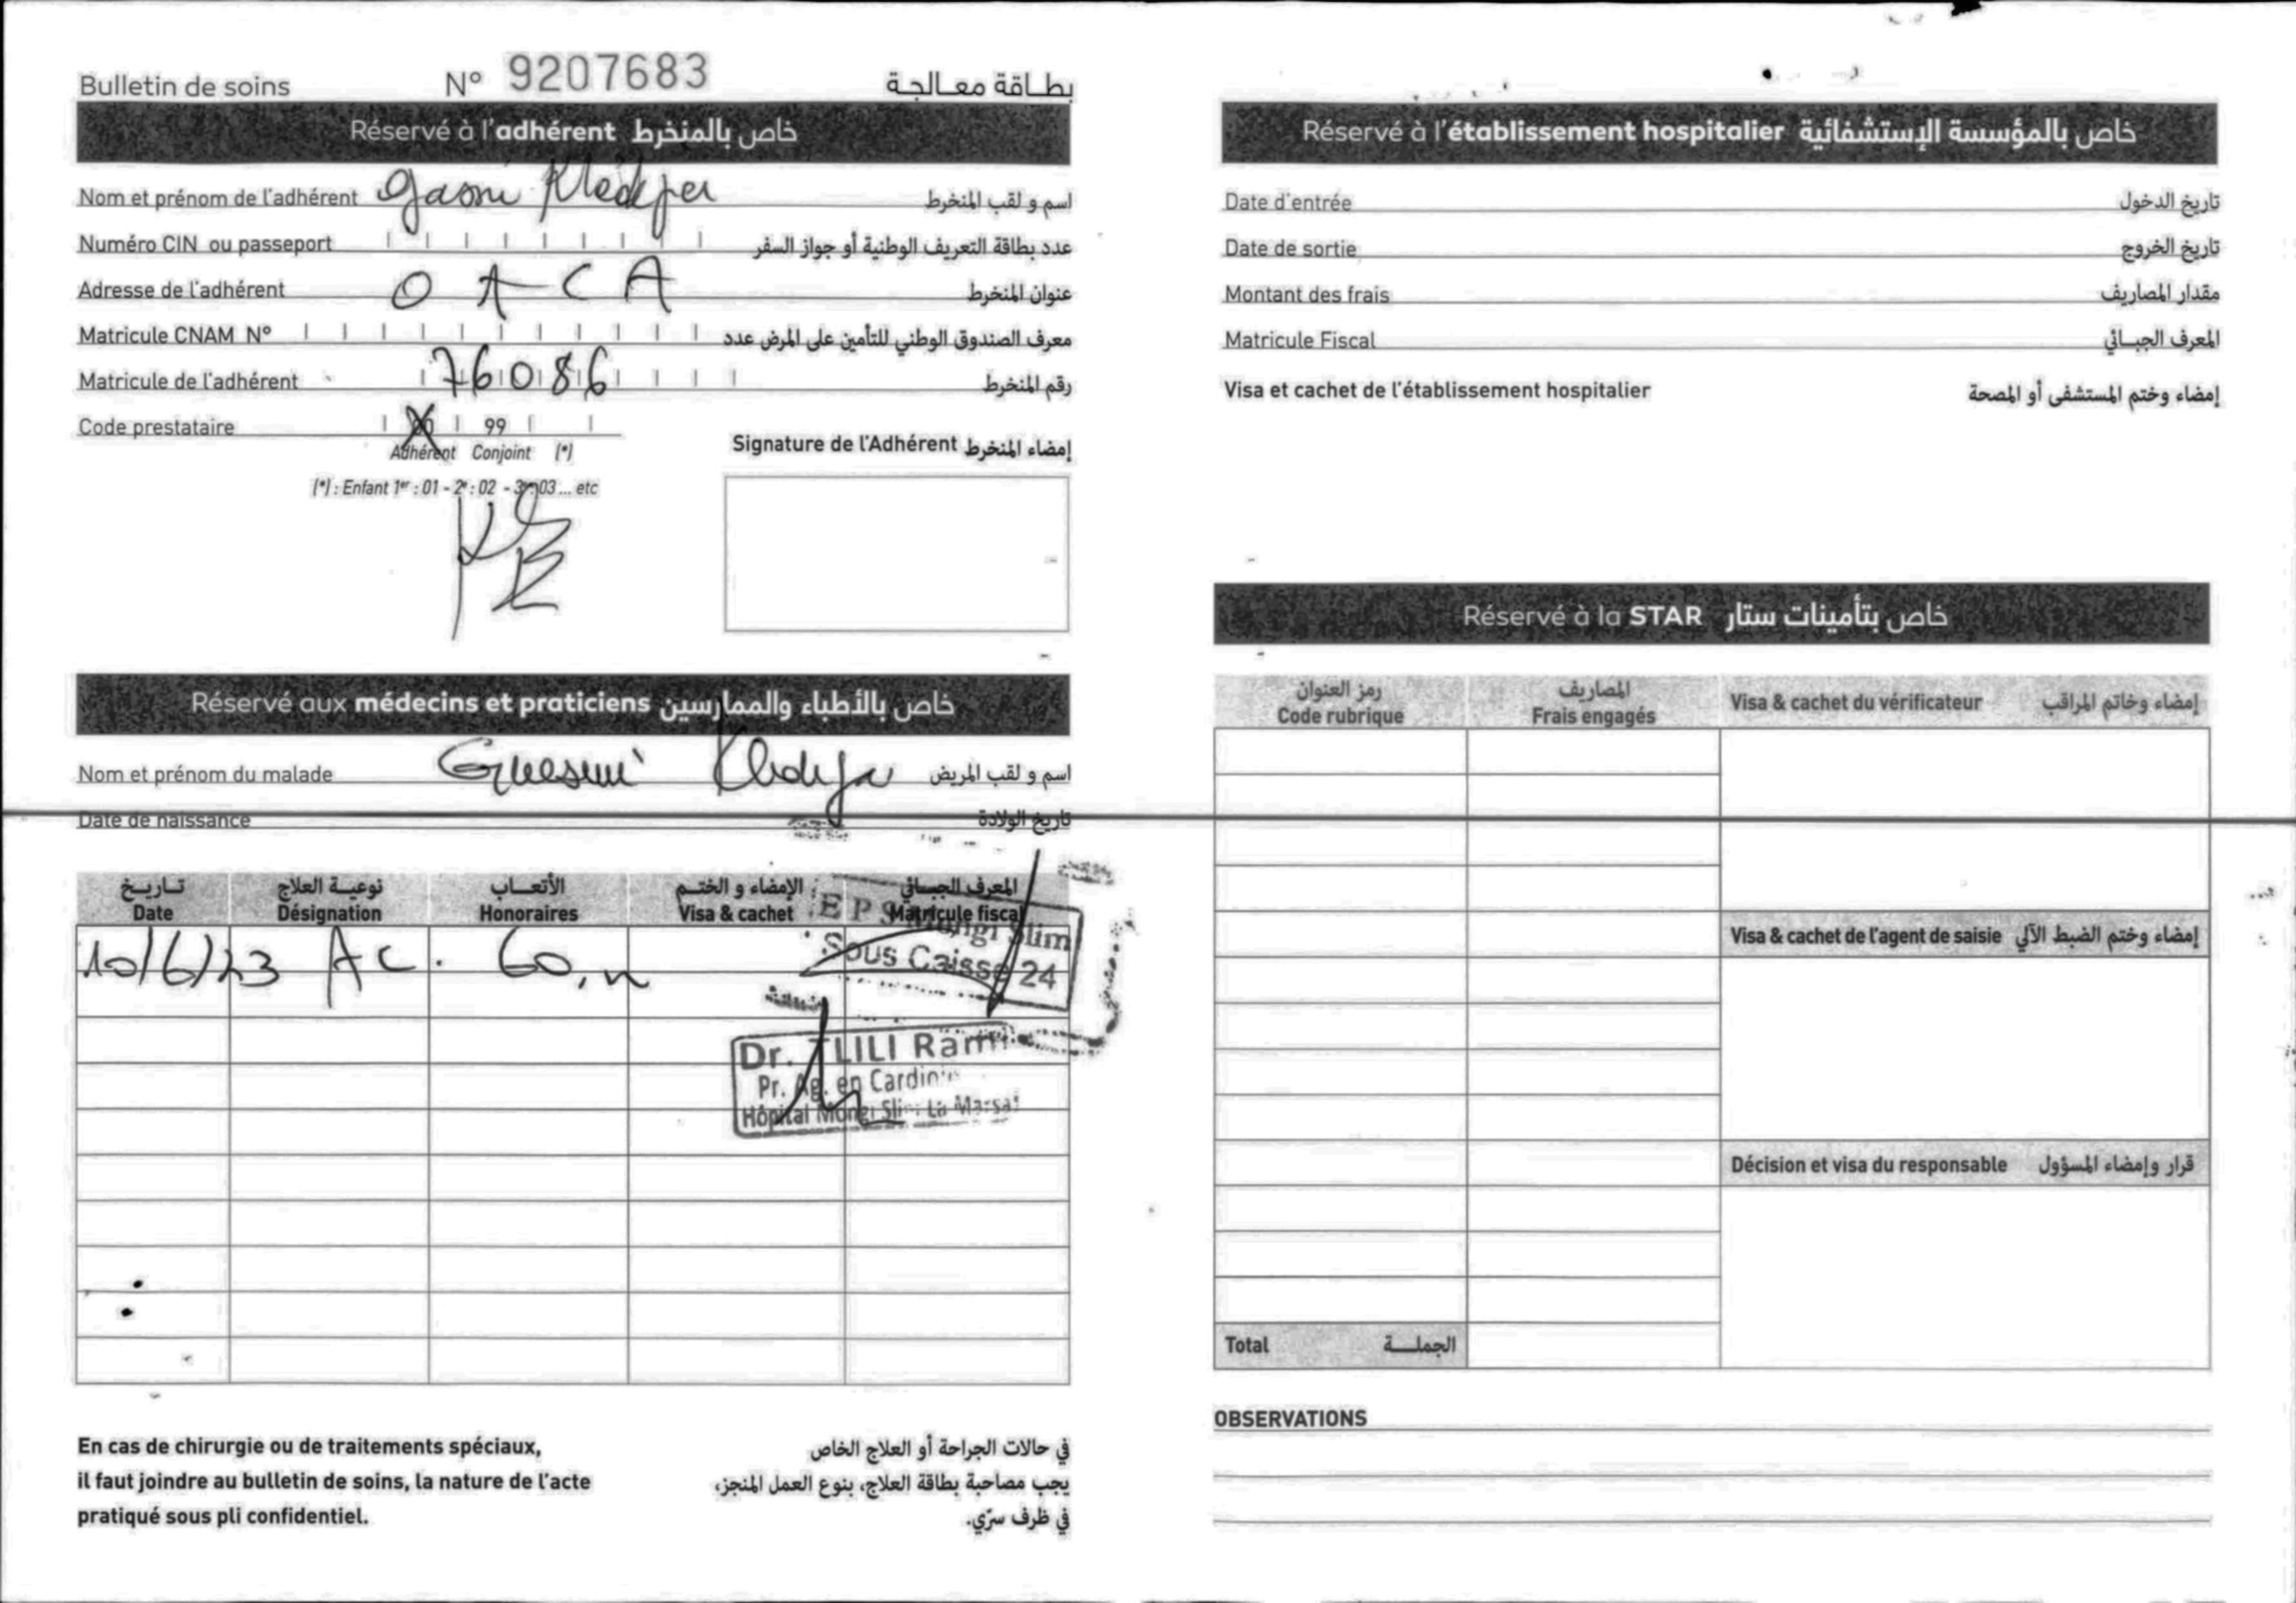 Bulletin de soins N° 9207683 بطاقة معالجة
Réservé à l'adhérent خاص بالمنخرط
Nom et prénom de l'adhérent اسم و لقب المنخرط
Numéro CIN ou passeport عدد بطاقة التعريف الوطنية أو جواز السفر
Adresse de l'adhérent O A C A عنوان المنخرط
Matricule CNAM N° معرف الصندوق الوطني للتأمين على المرض عدد
Matricule de l'adhérent 76086 رقم المنخرط
Code prestataire 99
Adhérent Conjoint (*)
(*) : Enfant 1er : 01 - 2e : 02 - 3e : 03 ... etc
Signature de l'Adhérent إمضاء المنخرط
Réservé aux médecins et praticiens خاص بالأطباء والممارسين
Nom et prénom du malade اسم و لقب المريض
Date de naissance تاريخ الولادة
تاريخ نوعية العلاج الأتعاب الإمضاء و الختم المعرف الجبائي
Date Désignation Honoraires Visa & cachet Matricule fiscal
10/6/23 AC.
E P S Mongi Slim
Sous Caisse 24
Dr. TLILI Rami
Pr. Ag. en
Hôpital Mongi Slim La Marsa
En cas de chirurgie ou de traitements spéciaux,
il faut joindre au bulletin de soins, la nature de l'acte
pratiqué sous pli confidentiel.
في حالات الجراحة أو العلاج الخاص
يجب مصاحبة بطاقة العلاج، بنوع العمل المنجز،
في ظرف سرّي.
Réservé à l'établissement hospitalier خاص بالمؤسسة الإستشفائية
Date d'entrée تاريخ الدخول
Date de sortie تاريخ الخروج
Montant des frais مقدار المصاريف
Matricule Fiscal المعرف الجبائي
Visa et cachet de l'établissement hospitalier إمضاء وختم المستشفى أو المصحة
Réservé à la STAR خاص بتأمينات ستار
رمز العنوان المصاريف
Code rubrique Frais engagés Visa & cachet du vérificateur إمضاء وخاتم المراقب
Visa & cachet de l'agent de saisie إمضاء وختم الضبط الآلي
Décision et visa du responsable قرار وإمضاء المسؤول
Total الجملة
OBSERVATIONS